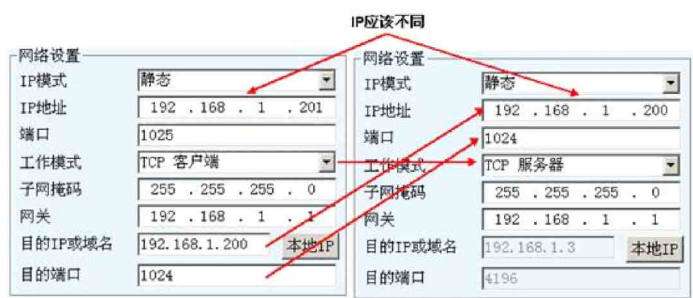 IP应该不同
网络设置
IP模式 静态
IP地址 192 . 168 . 1 . 201
端口 1025
工作模式 TCP 客户端
子网掩码 255 . 255 . 255 . 0
网关 192 . 168 . 1 . 1
目的IP或域名 192.168.1.200 本地IP
目的端口 1024
网络设置
IP模式 静态
IP地址 192 . 168 . 1 . 200
端口 1024
工作模式 TCP 服务器
子网掩码 255 . 255 . 255 . 0
网关 192 . 168 . 1 . 1
目的IP或域名 192.168.1.3 本地IP
目的端口 4196